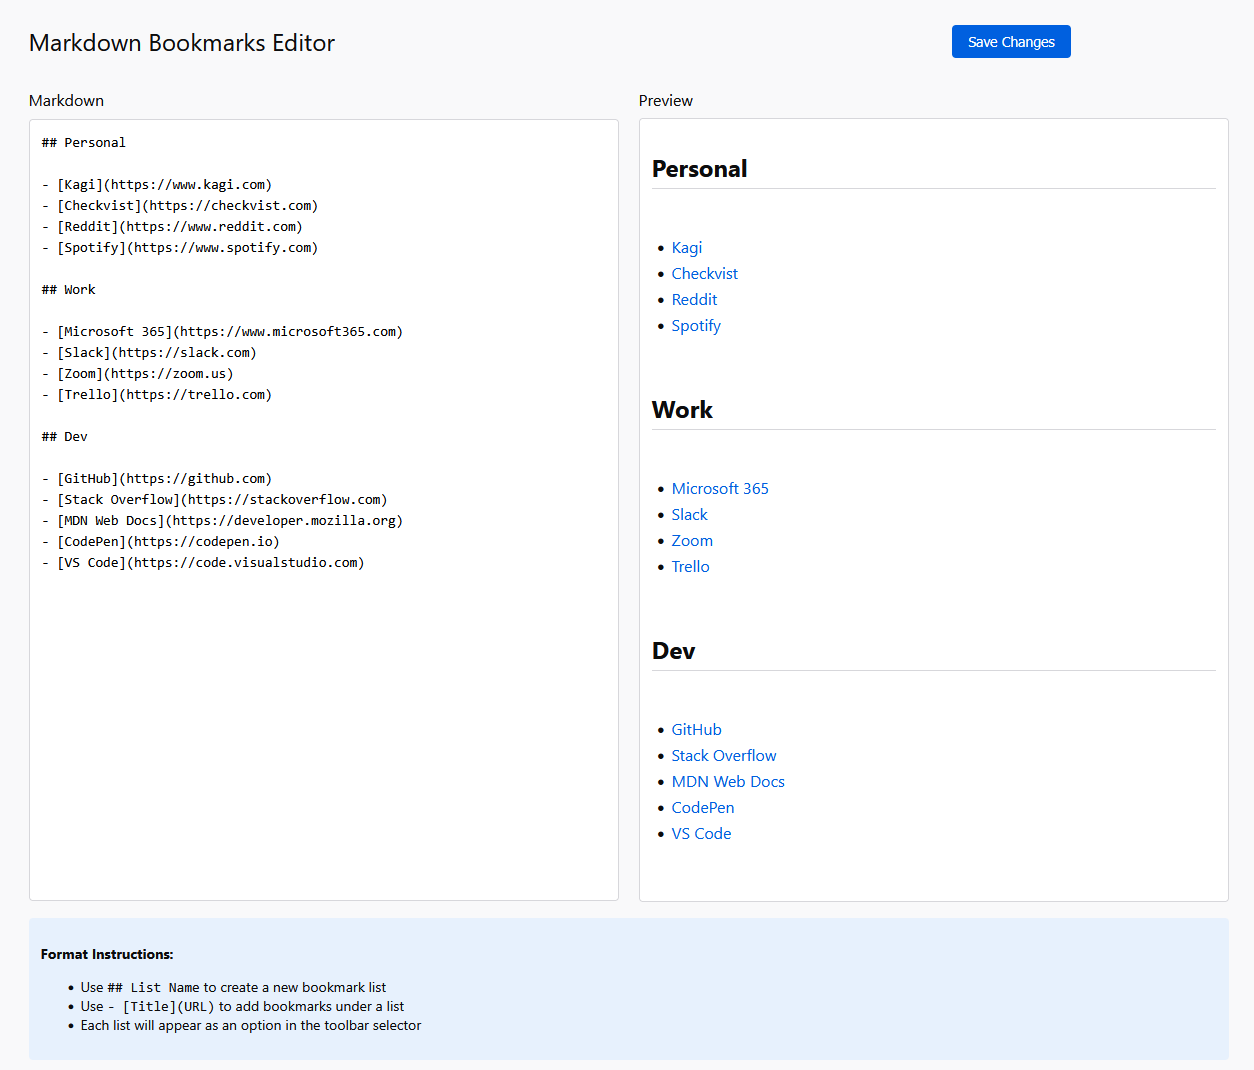 Markdown Bookmarks Editor
Save Changes
Markdown
## Personal
- [Kagi](https://www.kagi.com)
- [Checkvist](https://checkvist.com)
- [Reddit](https://www.reddit.com)
- [Spotify](https://www.spotify.com)
## Work
- [Microsoft 365](https://www.microsoft365.com)
- [Slack](https://slack.com)
- [Zoom](https://zoom.us)
- [Trello](https://trello.com)
## Dev
- [GitHub](https://github.com)
- [Stack Overflow](https://stackoverflow.com)
- [MDN Web Docs](https://developer.mozilla.org)
- [CodePen](https://codepen.io)
- [VS Code](https://code.visualstudio.com)
Preview
Personal
• Kagi
• Checkvist
• Reddit
• Spotify
Work
• Microsoft 365
• Slack
• Zoom
• Trello
Dev
• GitHub
• Stack Overflow
• MDN Web Docs
• CodePen
• VS Code
Format Instructions:
• Use ## List Name to create a new bookmark list
• Use - [Title](URL) to add bookmarks under a list
• Each list will appear as an option in the toolbar selector